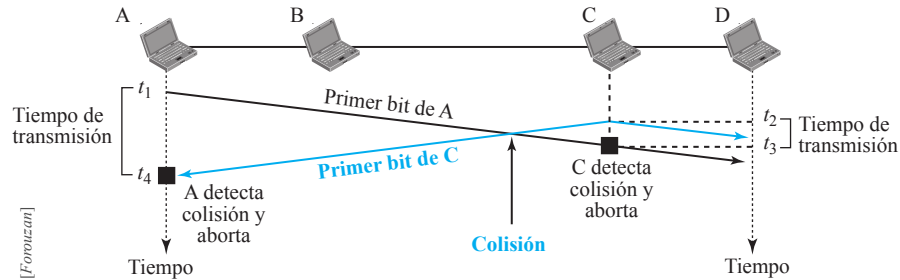 A
B
C
D
t1
Primer bit de A
t2
Tiempo de
transmisión
Tiempo de
transmisión
t3
Primer bit de C
t4
A detecta
colisión y
aborta
C detecta
colisión y
aborta
Colisión
Tiempo
Tiempo
[Forouzan]